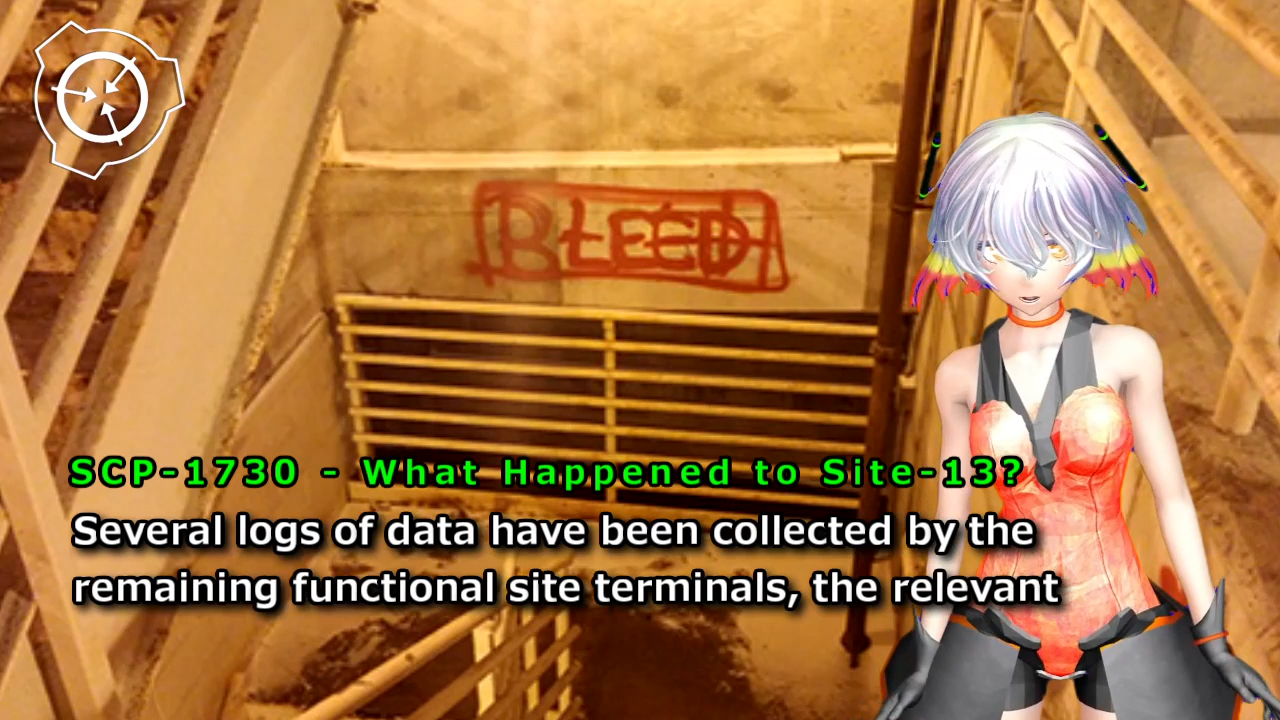 BLEED
SCP-1730 - What Happened to Site-13?
Several logs of data have been collected by the
remaining functional site terminals, the relevant